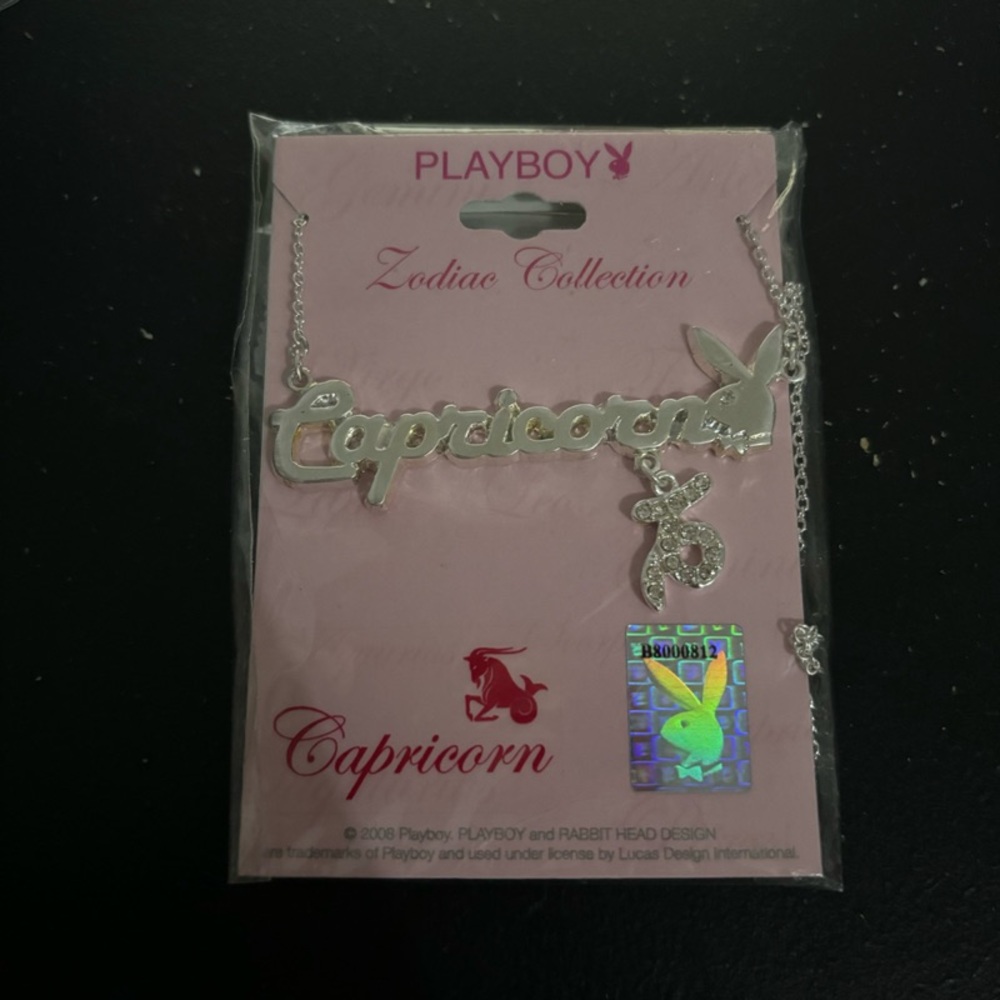 PLAYBOY
Zodiac Collection
Capricorn
B8000812
Capricorn
© 2008 Playboy. PLAYBOY and RABBIT HEAD DESIGN
are trademarks of Playboy and used under license by Lucas Design International.